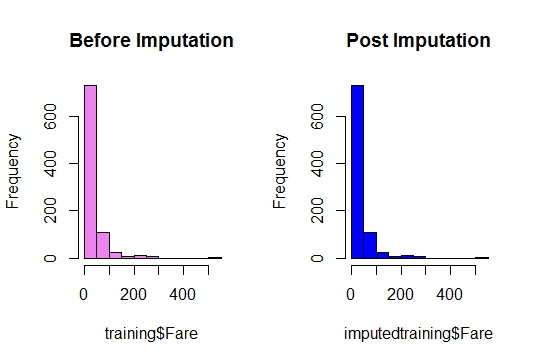 Before Imputation
Frequency
0 200 400 600
0 200 400
training$Fare
Post Imputation
Frequency
0 200 400 600
0 200 400
imputedtraining$Fare